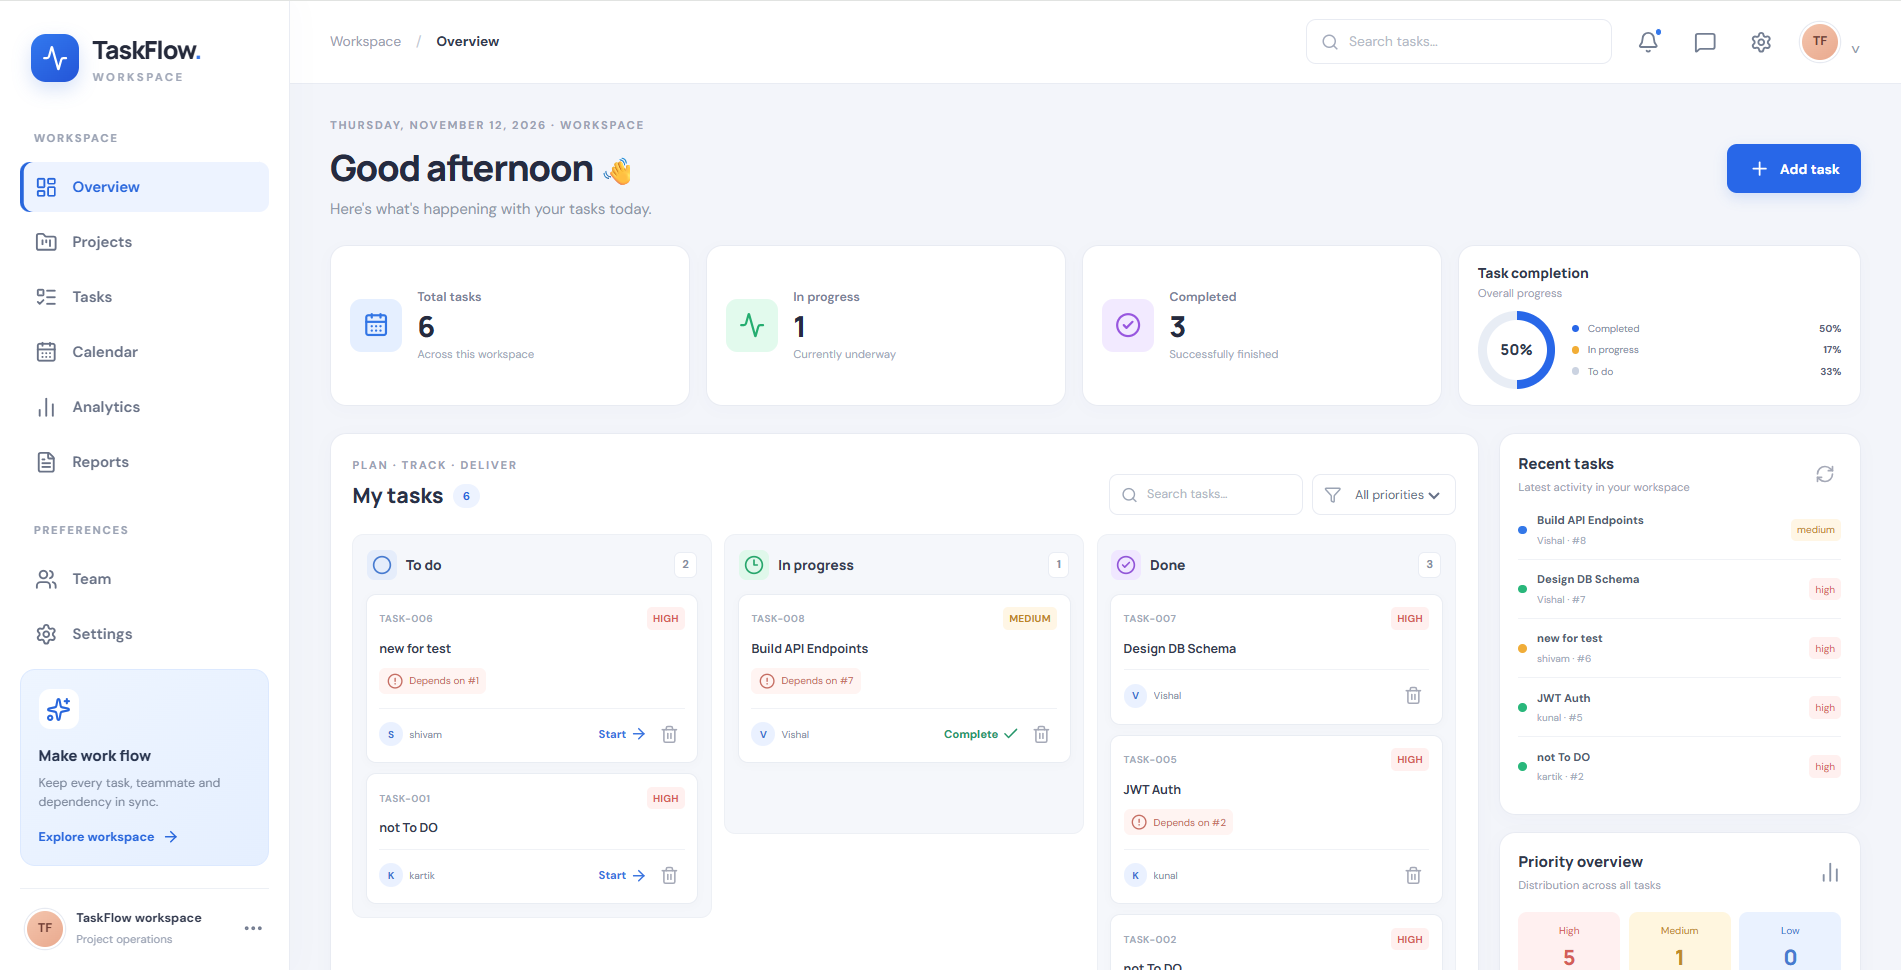 TaskFlow.
WORKSPACE
WORKSPACE
Overview
Projects
Tasks
Calendar
Analytics
Reports
PREFERENCES
Team
Settings
Make work flow
Keep every task, teammate and
dependency in sync.
Explore workspace
TF
TaskFlow workspace
Project operations
Workspace / Overview
Search tasks...
TF
THURSDAY, NOVEMBER 12, 2026 · WORKSPACE
Good afternoon 👋
Here's what's happening with your tasks today.
Add task
Total tasks
6
Across this workspace
In progress
1
Currently underway
Completed
3
Successfully finished
Task completion
Overall progress
50%
Completed 50%
In progress 17%
To do 33%
PLAN · TRACK · DELIVER
My tasks 6
Search tasks...
All priorities
To do 2
TASK-006 HIGH
new for test
Depends on #1
S shivam Start
TASK-001 HIGH
not To DO
K kartik Start
In progress 1
TASK-008 MEDIUM
Build API Endpoints
Depends on #7
V Vishal Complete
Done 3
TASK-007 HIGH
Design DB Schema
V Vishal
TASK-005 HIGH
JWT Auth
Depends on #2
K kunal
TASK-002 HIGH
not To DO
Recent tasks
Latest activity in your workspace
Build API Endpoints
Vishal · #8
medium
Design DB Schema
Vishal · #7
high
new for test
shivam · #6
high
JWT Auth
kunal · #5
high
not To DO
kartik · #2
high
Priority overview
Distribution across all tasks
High
5
Medium
1
Low
0